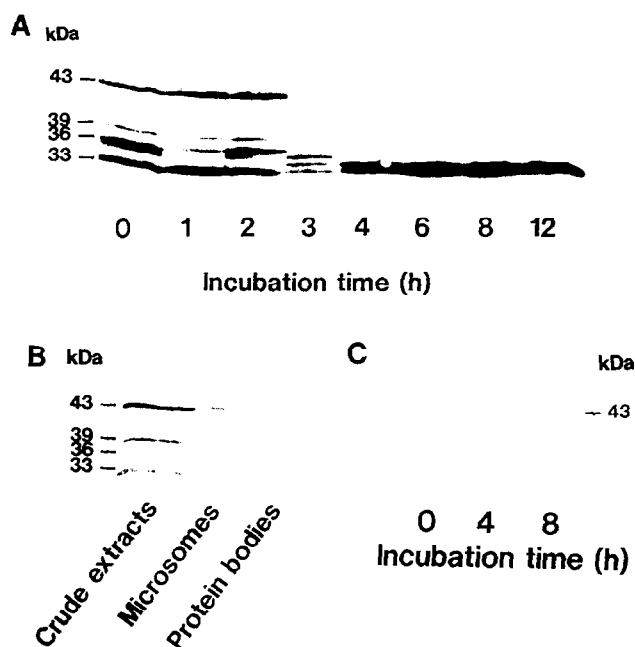 A kDa
43
39
36
33
0 1 2 3 4 6 8 12
Incubation time (h)
B kDa
43
39
36
33
Crude extracts
Microsomes
Protein bodies
C kDa
43
0 4 8
Incubation time (h)